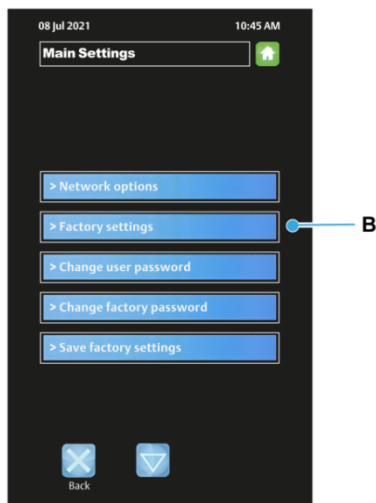 08 Jul 2021 10:45 AM
Main Settings
> Network options
> Factory settings
B
> Change user password
> Change factory password
> Save factory settings
Back